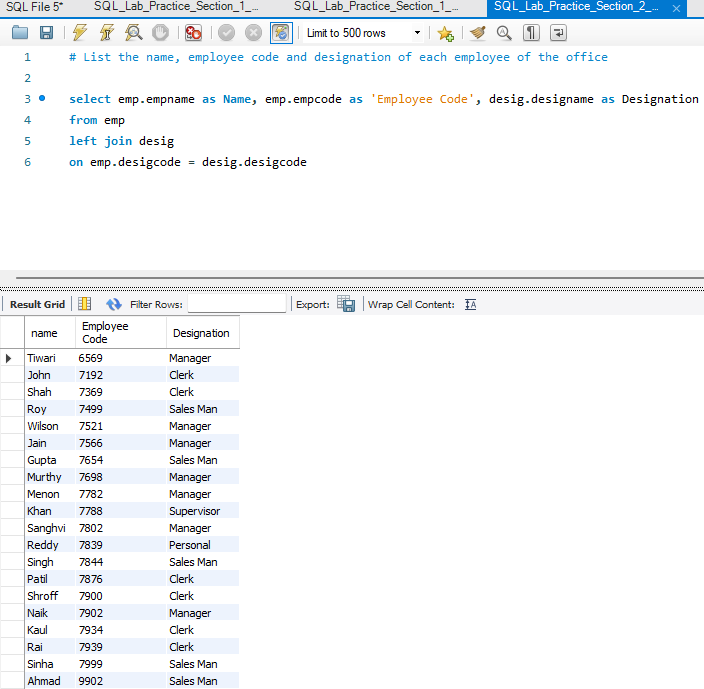 SQL File 5* SQL_Lab_Practice_Section_1_... SQL_Lab_Practice_Section_1_... SQL_Lab_Practice_Section_2_...
Limit to 500 rows
1 # List the name, employee code and designation of each employee of the office
2
3 select emp.empname as Name, emp.empcode as 'Employee Code', desig.designame as Designation
4 from emp
5 left join desig
6 on emp.desigcode = desig.desigcode
Result Grid Filter Rows: Export: Wrap Cell Content: IA
name Employee Code Designation
Tiwari 6569 Manager
John 7192 Clerk
Shah 7369 Clerk
Roy 7499 Sales Man
Wilson 7521 Manager
Jain 7566 Manager
Gupta 7654 Sales Man
Murthy 7698 Manager
Menon 7782 Manager
Khan 7788 Supervisor
Sanghvi 7802 Manager
Reddy 7839 Personal
Singh 7844 Sales Man
Patil 7876 Clerk
Shroff 7900 Clerk
Naik 7902 Manager
Kaul 7934 Clerk
Rai 7939 Clerk
Sinha 7999 Sales Man
Ahmad 9902 Sales Man